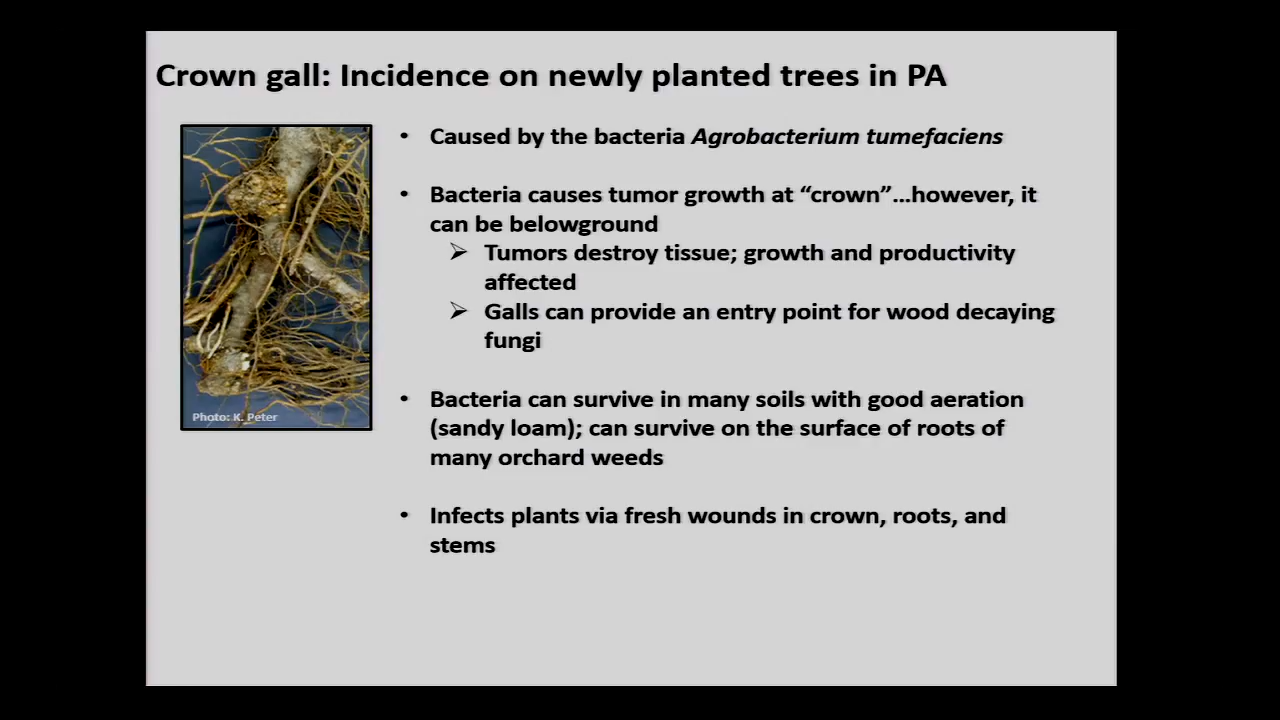 Crown gall: Incidence on newly planted trees in PA
• Caused by the bacteria Agrobacterium tumefaciens
• Bacteria causes tumor growth at “crown”…however, it
can be belowground
➢ Tumors destroy tissue; growth and productivity
affected
➢ Galls can provide an entry point for wood decaying
fungi
• Bacteria can survive in many soils with good aeration
(sandy loam); can survive on the surface of roots of
many orchard weeds
• Infects plants via fresh wounds in crown, roots, and
stems
Photo: K. Peter